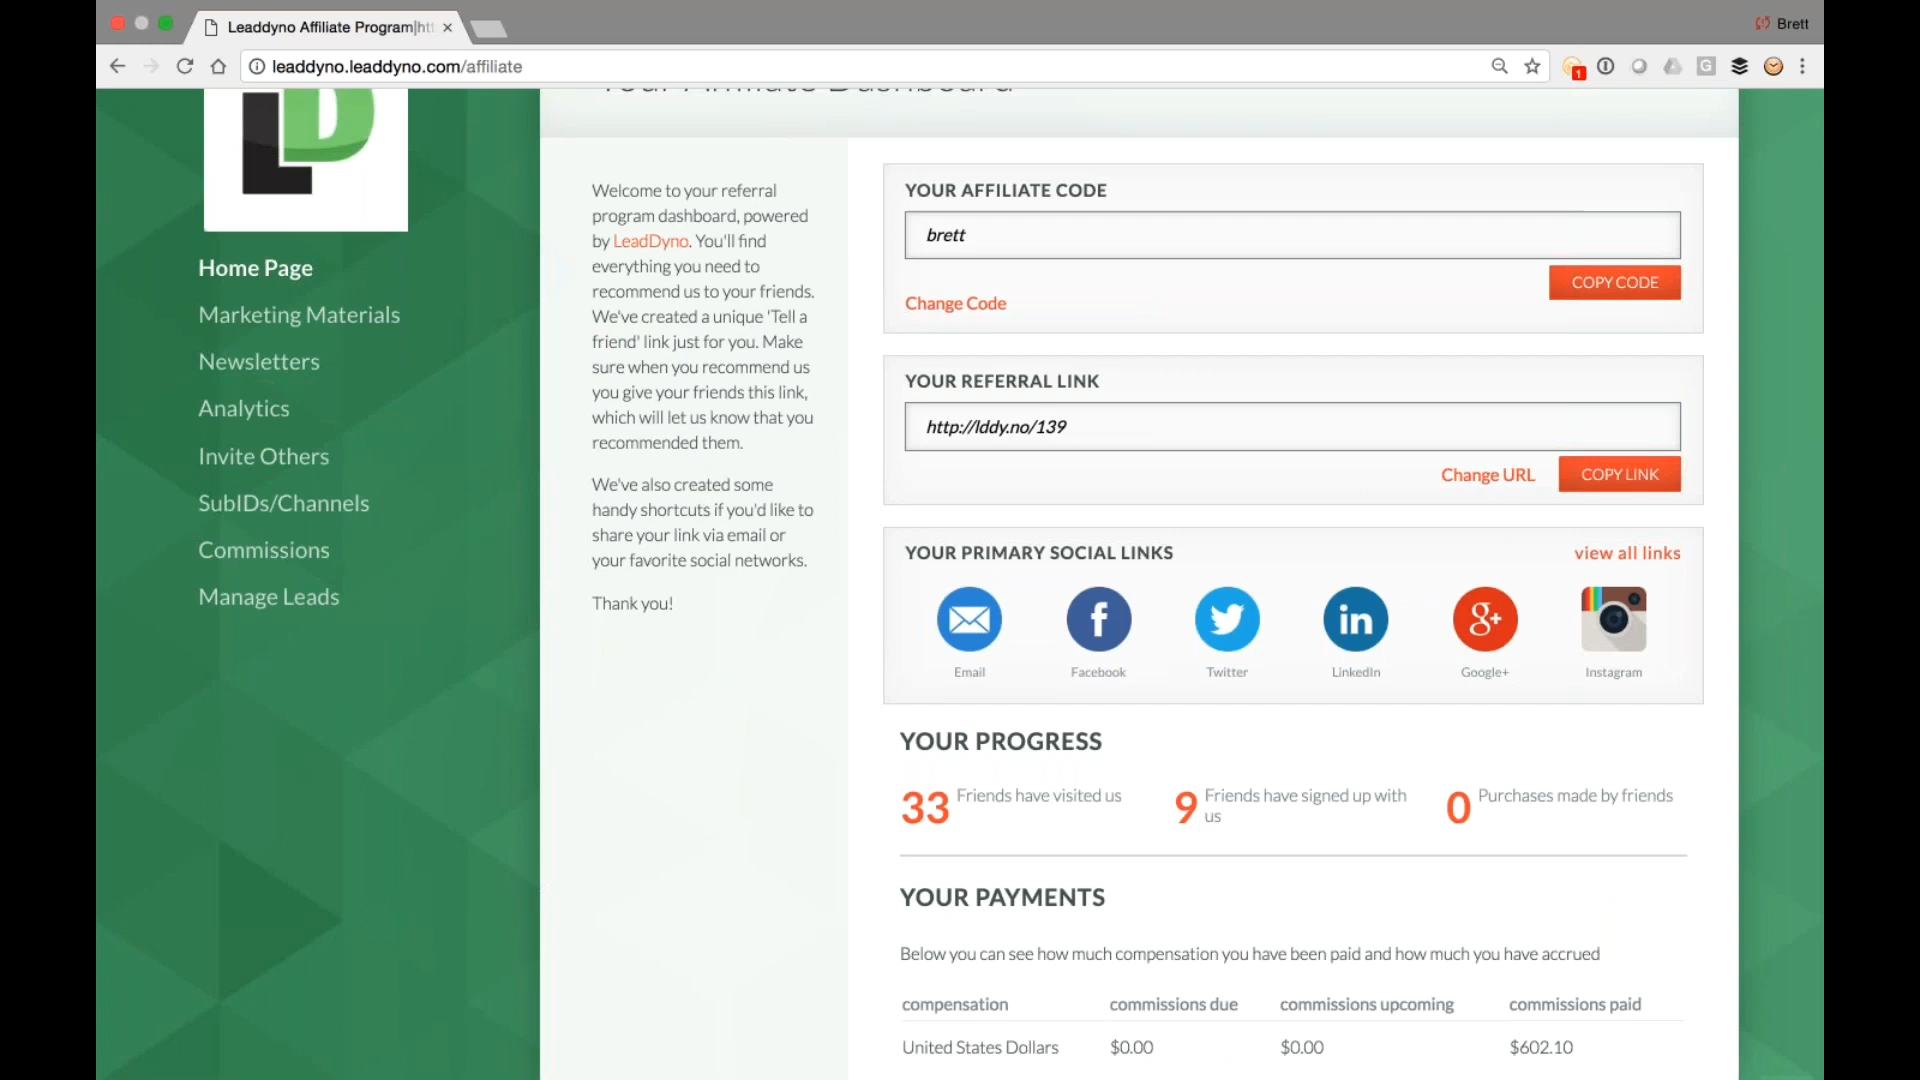 Leaddyno Affiliate Program|htt
Brett
leaddyno.leaddyno.com/affiliate
1
G
LD
Your Affiliate Dashboard
Home Page
Marketing Materials
Newsletters
Analytics
Invite Others
SubIDs/Channels
Commissions
Manage Leads
Welcome to your referral
program dashboard, powered
by LeadDyno. You'll find
everything you need to
recommend us to your friends.
We've created a unique 'Tell a
friend' link just for you. Make
sure when you recommend us
you give your friends this link,
which will let us know that you
recommended them.
We've also created some
handy shortcuts if you'd like to
share your link via email or
your favorite social networks.
Thank you!
YOUR AFFILIATE CODE
brett
COPY CODE
Change Code
YOUR REFERRAL LINK
http://lddy.no/139
Change URL COPY LINK
YOUR PRIMARY SOCIAL LINKS view all links
Email Facebook Twitter LinkedIn Google+ Instagram
YOUR PROGRESS
33 Friends have visited us
9 Friends have signed up with
us
0 Purchases made by friends
YOUR PAYMENTS
Below you can see how much compensation you have been paid and how much you have accrued
compensation commissions due commissions upcoming commissions paid
United States Dollars $0.00 $0.00 $602.10